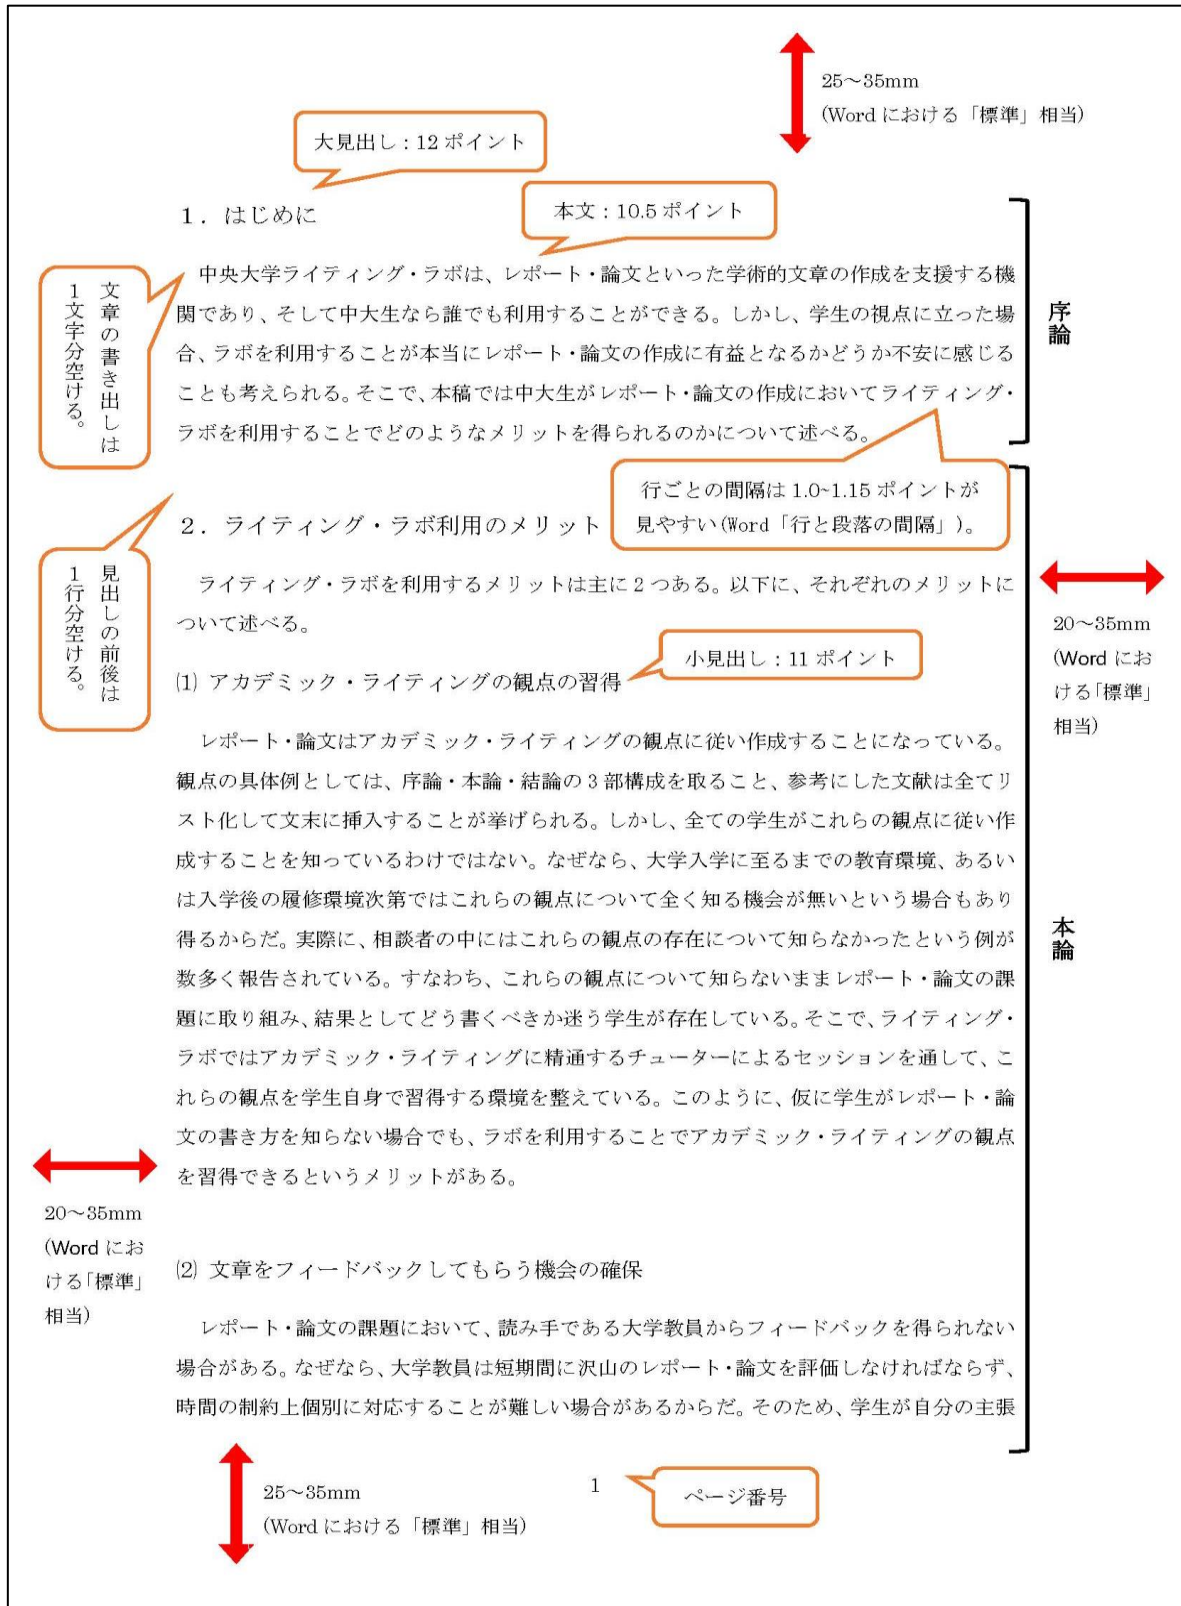 25～35mm
(Word における「標準」相当)
大見出し：12 ポイント
本文：10.5 ポイント
1．はじめに
文章の書き出しは
1文字分空ける。
中央大学ライティング・ラボは、レポート・論文といった学術的文章の作成を支援する機
関であり、そして中大生なら誰でも利用することができる。しかし、学生の視点に立った場
合、ラボを利用することが本当にレポート・論文の作成に有益となるかどうか不安に感じる
ことも考えられる。そこで、本稿では中大生がレポート・論文の作成においてライティング・
ラボを利用することでどのようなメリットを得られるのかについて述べる。
序論
行ごとの間隔は 1.0~1.15 ポイントが
見やすい(Word「行と段落の間隔」)。
2．ライティング・ラボ利用のメリット
見出しの前後は
1行分空ける。
ライティング・ラボを利用するメリットは主に 2 つある。以下に、それぞれのメリットに
ついて述べる。
20～35mm
(Word にお
ける「標準」
相当)
小見出し：11 ポイント
⑴ アカデミック・ライティングの観点の習得
レポート・論文はアカデミック・ライティングの観点に従い作成することになっている。
観点の具体例としては、序論・本論・結論の 3 部構成を取ること、参考にした文献は全てリ
スト化して文末に挿入することが挙げられる。しかし、全ての学生がこれらの観点に従い作
成することを知っているわけではない。なぜなら、大学入学に至るまでの教育環境、あるい
は入学後の履修環境次第ではこれらの観点について全く知る機会が無いという場合もあり
得るからだ。実際に、相談者の中にはこれらの観点の存在について知らなかったという例が
数多く報告されている。すなわち、これらの観点について知らないままレポート・論文の課
題に取り組み、結果としてどう書くべきか迷う学生が存在している。そこで、ライティング・
ラボではアカデミック・ライティングに精通するチューターによるセッションを通して、こ
れらの観点を学生自身で習得する環境を整えている。このように、仮に学生がレポート・論
文の書き方を知らない場合でも、ラボを利用することでアカデミック・ライティングの観点
を習得できるというメリットがある。
本論
20～35mm
(Word にお
ける「標準」
相当)
⑵ 文章をフィードバックしてもらう機会の確保
レポート・論文の課題において、読み手である大学教員からフィードバックを得られない
場合がある。なぜなら、大学教員は短期間に沢山のレポート・論文を評価しなければならず、
時間の制約上個別に対応することが難しい場合があるからだ。そのため、学生が自分の主張
25～35mm
(Word における「標準」相当)
1
ページ番号